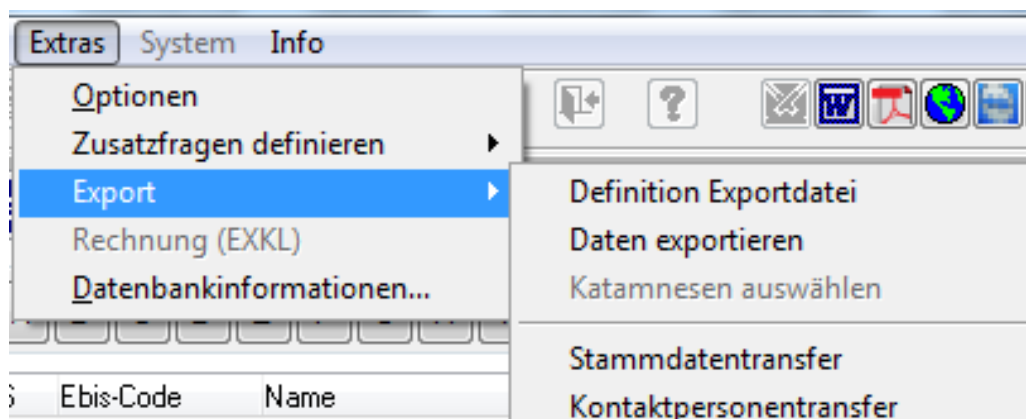 Extras System Info
Optionen
Zusatzfragen definieren
Export
Rechnung (EXKL)
Datenbankinformationen...
Definition Exportdatei
Daten exportieren
Katamnesen auswählen
Stammdatentransfer
Kontaktpersonentransfer
Ebis-Code Name